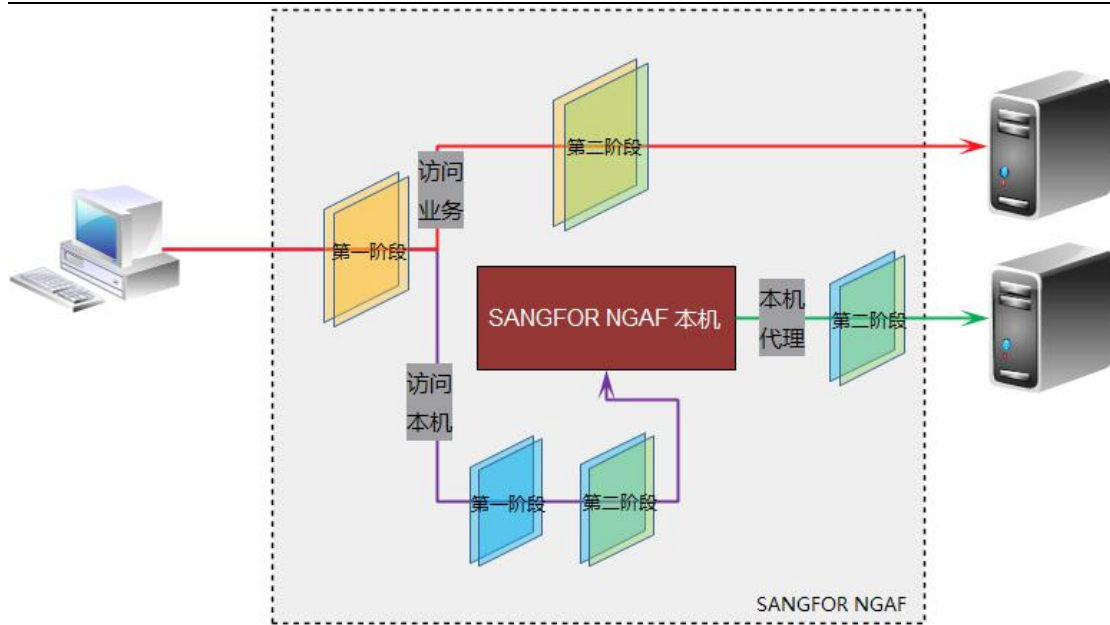 第二阶段
访问
业务
第一阶段
SANGFOR NGAF 本机
本机
代理
第二阶段
访问
本机
第一阶段
第二阶段
SANGFOR NGAF